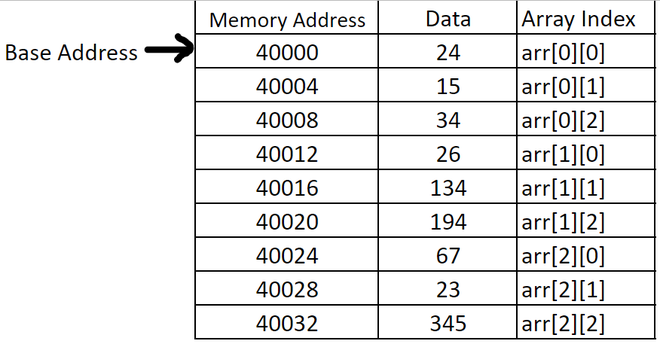 Memory Address Data Array Index
Base Address 40000 24 arr[0][0]
40004 15 arr[0][1]
40008 34 arr[0][2]
40012 26 arr[1][0]
40016 134 arr[1][1]
40020 194 arr[1][2]
40024 67 arr[2][0]
40028 23 arr[2][1]
40032 345 arr[2][2]